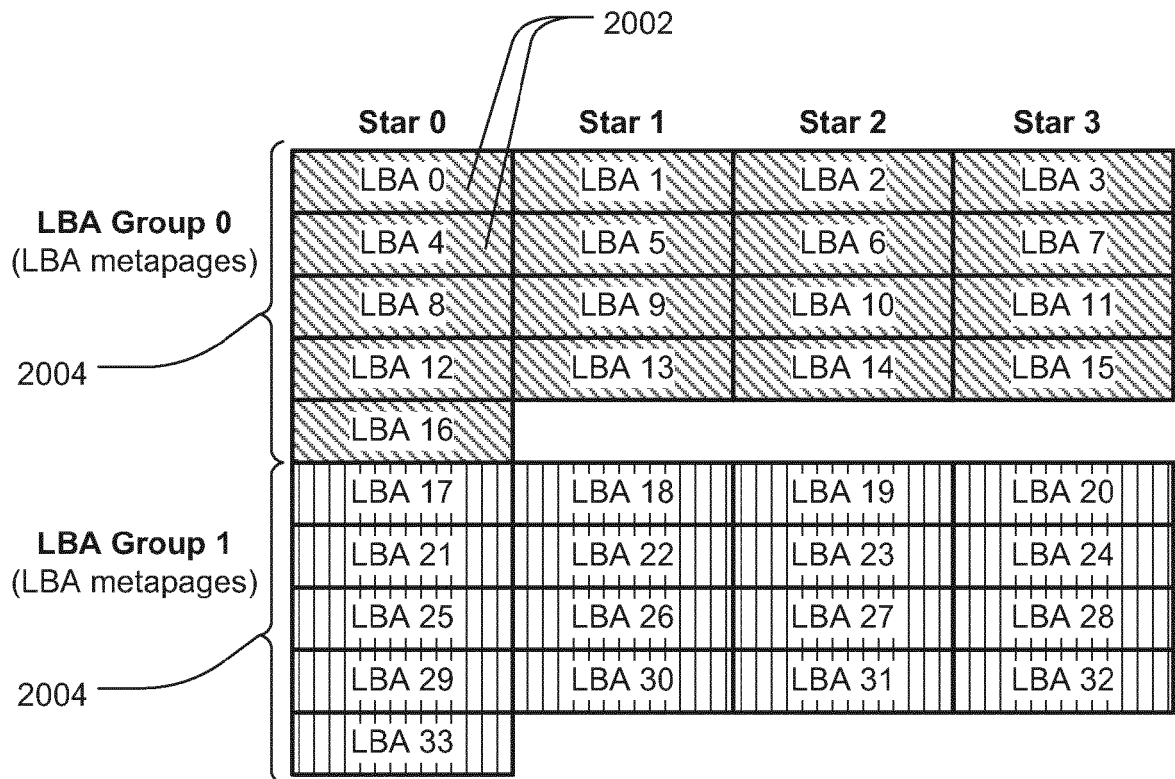 2002
Star 0 Star 1 Star 2 Star 3
LBA 0 LBA 1 LBA 2 LBA 3
LBA Group 0
(LBA metapages)
LBA 4 LBA 5 LBA 6 LBA 7
LBA 8 LBA 9 LBA 10 LBA 11
2004
LBA 12 LBA 13 LBA 14 LBA 15
LBA 16
LBA 17 LBA 18 LBA 19 LBA 20
LBA Group 1
(LBA metapages)
LBA 21 LBA 22 LBA 23 LBA 24
LBA 25 LBA 26 LBA 27 LBA 28
2004
LBA 29 LBA 30 LBA 31 LBA 32
LBA 33